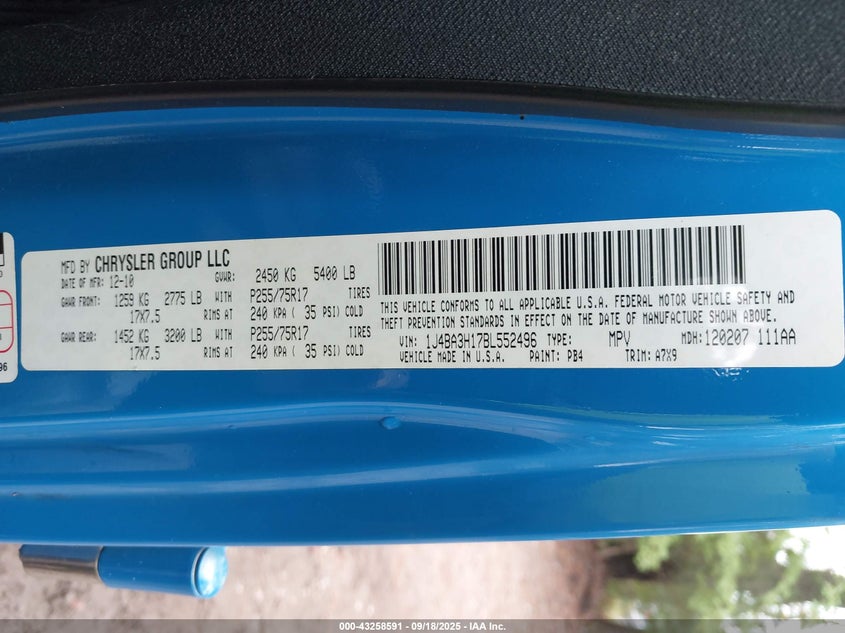 MFD BY CHRYSLER GROUP LLC
DATE OF MFR: 12-10 GVWR: 2450 KG 5400 LB
GAWR FRONT: 1259 KG 2775 LB WITH P255/75R17 TIRES
17X7.5 RIMS AT 240 KPA ( 35 PSI) COLD
GAWR REAR: 1452 KG 3200 LB WITH P255/75R17 TIRES
17X7.5 RIMS AT 240 KPA ( 35 PSI) COLD
THIS VEHICLE CONFORMS TO ALL APPLICABLE U.S.A. FEDERAL MOTOR VEHICLE SAFETY AND
THEFT PREVENTION STANDARDS IN EFFECT ON THE DATE OF MANUFACTURE SHOWN ABOVE.
VIN: 1J4BA3H17BL552496 TYPE: MPV MDH: 120207 111AA
VEHICLE MADE IN U.S.A. PAINT: PB4 TRIM: A7X9
96
000-43258591 - 09/18/2025 - IAA Inc.